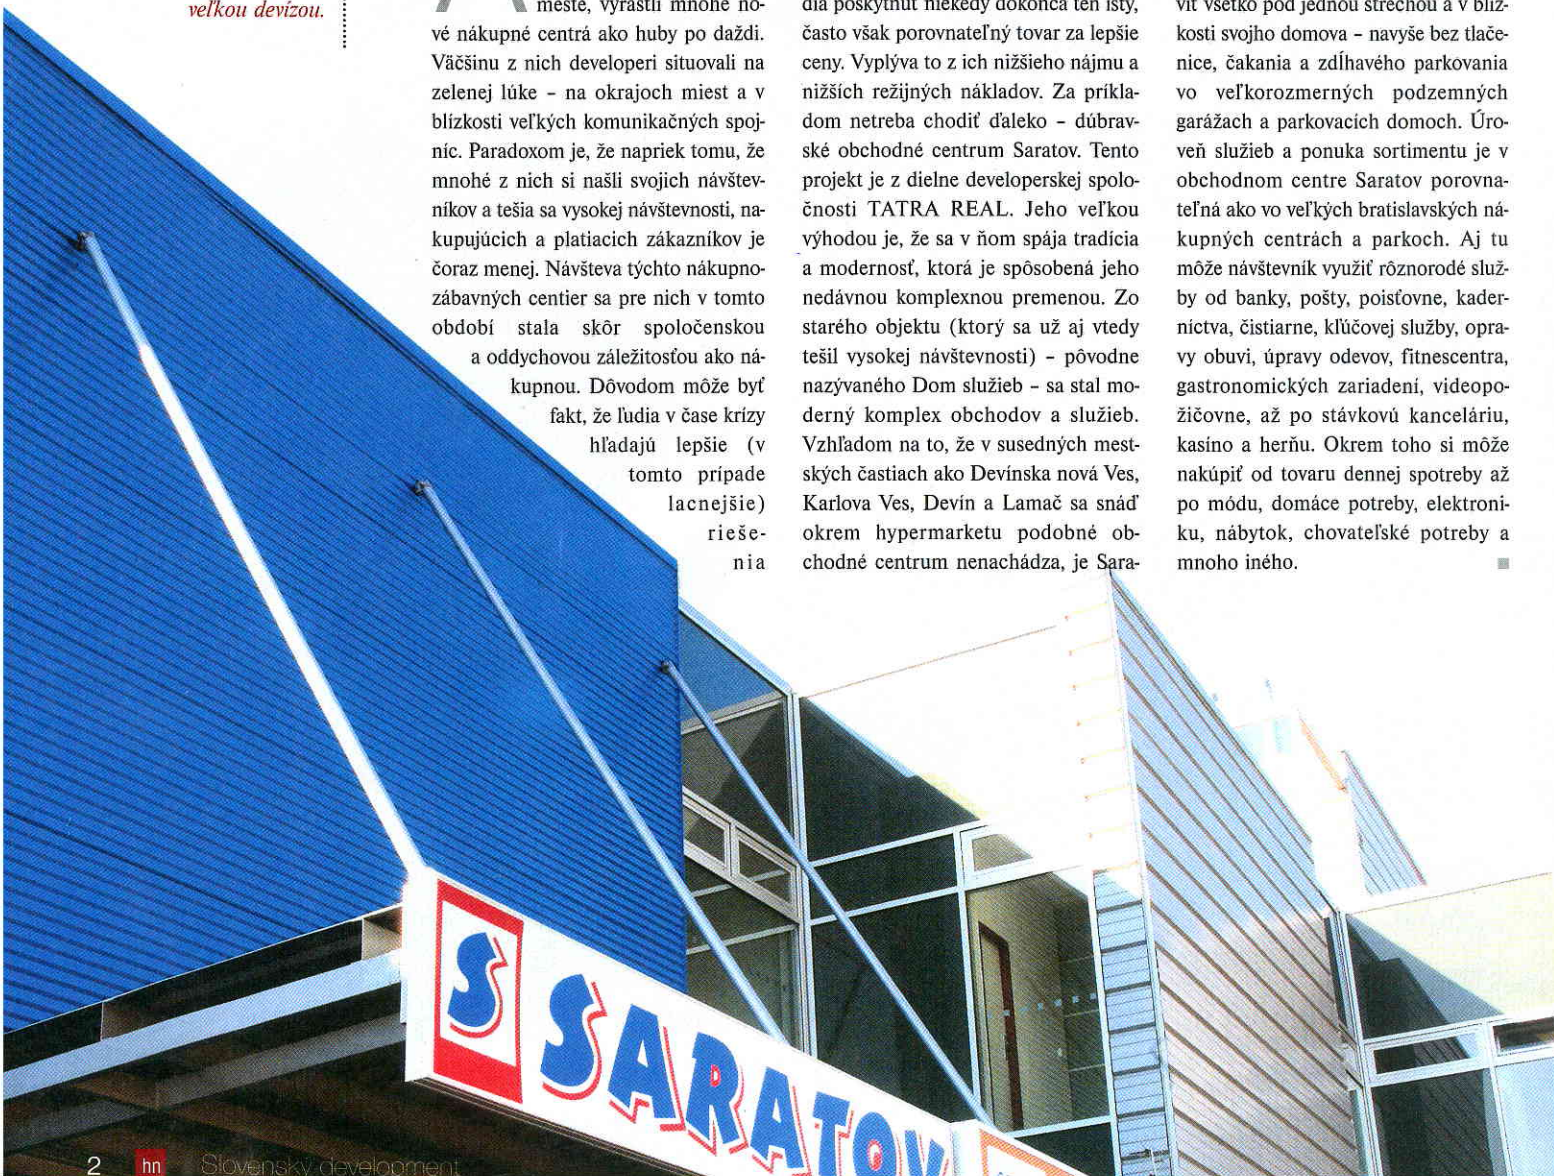 veľkou devízou.
meste, vyrástli mnohé no-
vé nákupné centrá ako huby po daždi.
Väčšinu z nich developeri situovali na
zelenej lúke – na okrajoch miest a v
blízkosti veľkých komunikačných spoj-
níc. Paradoxom je, že napriek tomu, že
mnohé z nich si našli svojich návštev-
níkov a tešia sa vysokej návštevnosti, na-
kupujúcich a platiacich zákazníkov je
čoraz menej. Návšteva týchto nákupno-
zábavných centier sa pre nich v tomto
období stala skôr spoločenskou
a oddychovou záležitosťou ako ná-
kupnou. Dôvodom môže byť
fakt, že ľudia v čase krízy
hľadajú lepšie (v
tomto prípade
lacnejšie)
rieše-
nia
dia poskytnúť niekedy dokonca ten istý,
často však porovnateľný tovar za lepšie
ceny. Vyplýva to z ich nižšieho nájmu a
nižších režijných nákladov. Za príkla-
dom netreba chodiť ďaleko – dúbrav-
ské obchodné centrum Saratov. Tento
projekt je z dielne developerskej spolo-
čnosti TATRA REAL. Jeho veľkou
výhodou je, že sa v ňom spája tradícia
a modernosť, ktorá je spôsobená jeho
nedávnou komplexnou premenou. Zo
starého objektu (ktorý sa už aj vtedy
tešil vysokej návštevnosti) – pôvodne
nazývaného Dom služieb – sa stal mo-
derný komplex obchodov a služieb.
Vzhľadom na to, že v susedných mest-
ských častiach ako Devínska nová Ves,
Karlova Ves, Devín a Lamač sa snáď
okrem hypermarketu podobné ob-
chodné centrum nenachádza, je Sara-
viť všetko pod jednou strechou a v blíz-
kosti svojho domova – navyše bez tlače-
nice, čakania a zdĺhavého parkovania
vo veľkorozmerných podzemných
garážach a parkovacích domoch. Úro-
veň služieb a ponuka sortimentu je v
obchodnom centre Saratov porovna-
teľná ako vo veľkých bratislavských ná-
kupných centrách a parkoch. Aj tu
môže návštevník využiť rôznorodé služ-
by od banky, pošty, poisťovne, kader-
níctva, čistiarne, kľúčovej služby, opra-
vy obuvi, úpravy odevov, fitnescentra,
gastronomických zariadení, videopo-
žičovne, až po stávkovú kanceláriu,
kasíno a herňu. Okrem toho si môže
nakúpiť od tovaru dennej spotreby až
po módu, domáce potreby, elektroni-
ku, nábytok, chovateľské potreby a
mnoho iného.
S SARATOV
2 hn Slovenský development